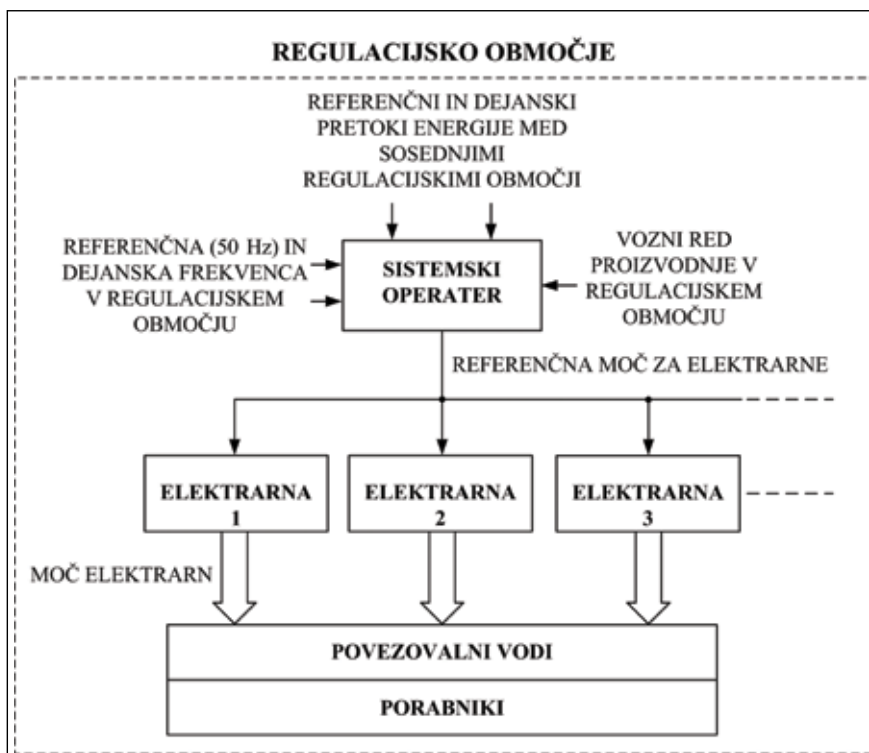 REGULACIJSKO OBMOČJE
REFERENČNI IN DEJANSKI
PRETOKI ENERGIJE MED
SOSEDNJIMI
REGULACIJSKIMI OBMOČJI
REFERENČNA (50 Hz) IN
DEJANSKA FREKVENCA
V REGULACIJSKEM
OBMOČJU
SISTEMSKI
OPERATER
VOZNI RED
PROIZVODNJE V
REGULACIJSKEM
OBMOČJU
REFERENČNA MOČ ZA ELEKTRARNE
ELEKTRARNA
1
ELEKTRARNA
2
ELEKTRARNA
3
MOČ ELEKTRARN
POVEZOVALNI VODI
PORABNIKI